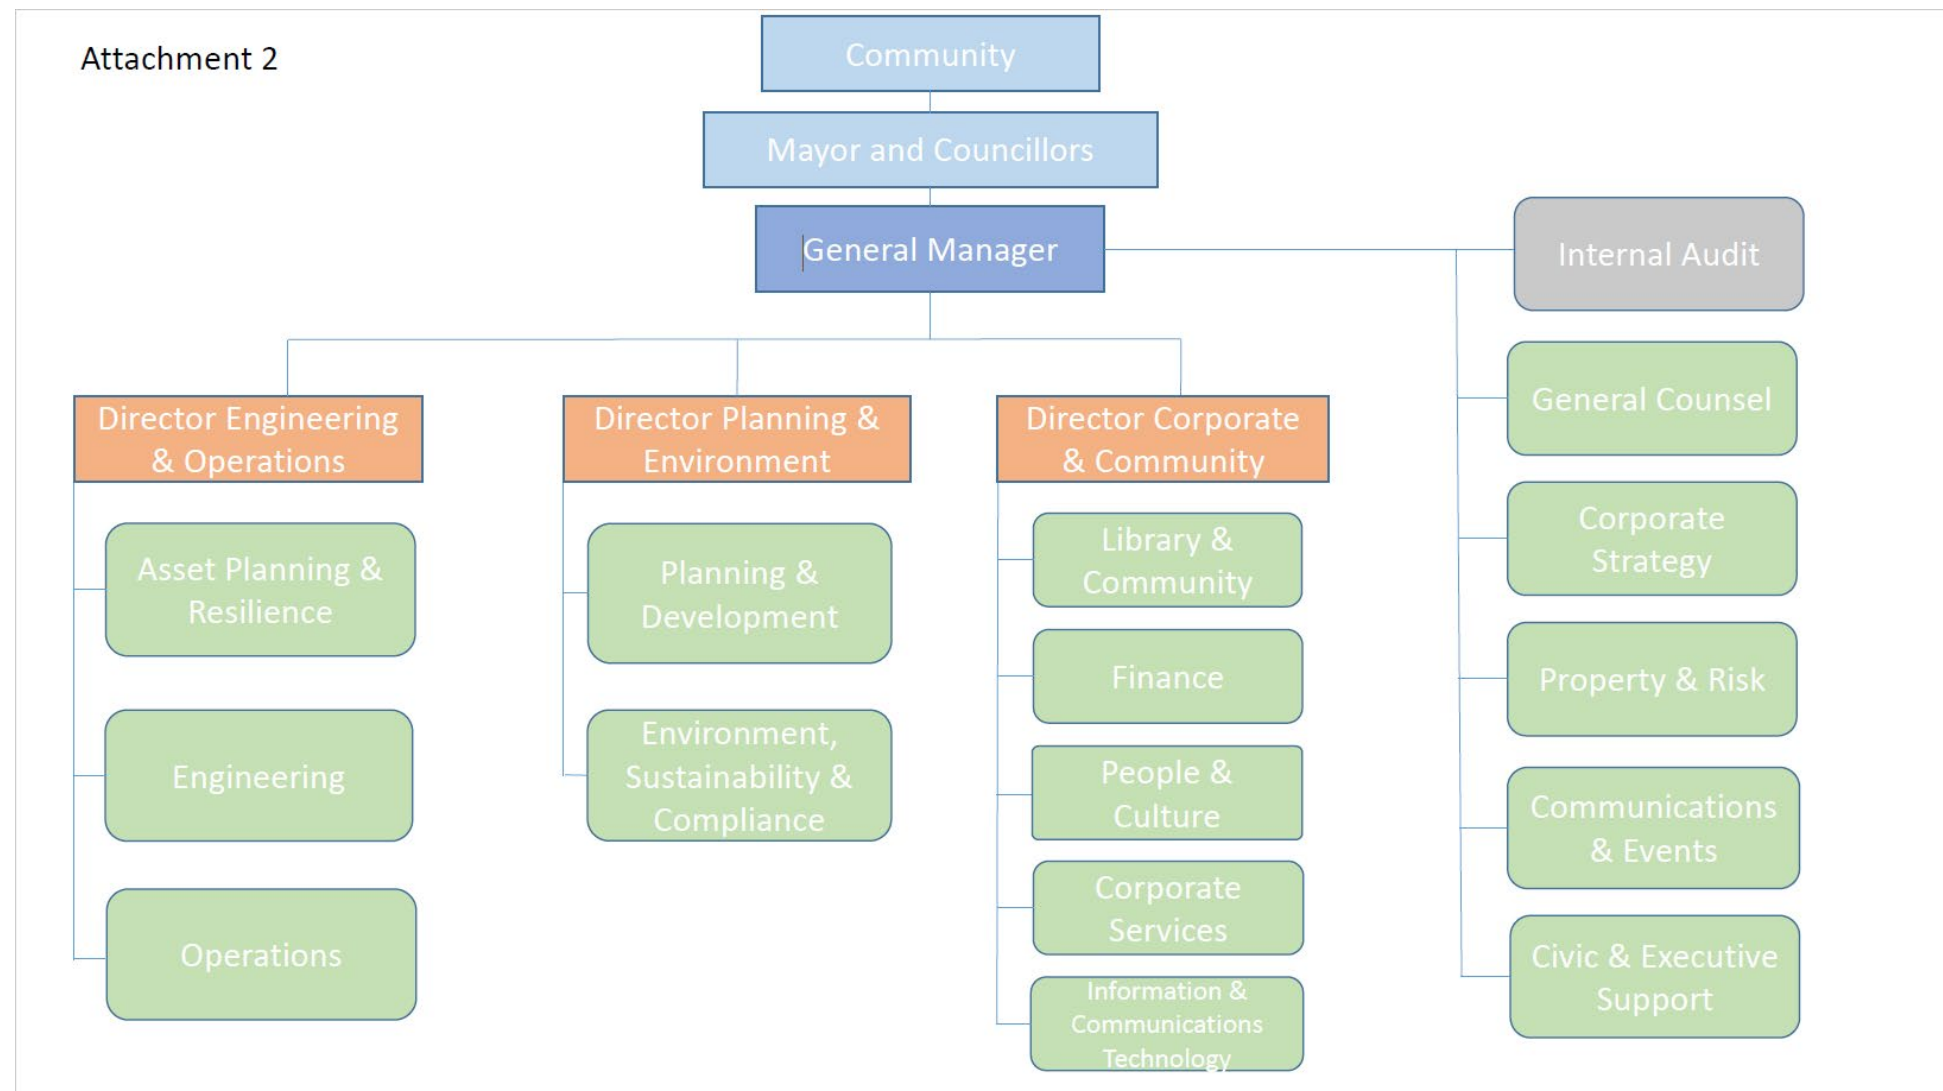 Attachment 2
Community
Mayor and Councillors
General Manager
Internal Audit
General Counsel
Corporate
Strategy
Property & Risk
Communications
& Events
Civic & Executive
Support
Director Engineering
& Operations
Asset Planning &
Resilience
Engineering
Operations
Director Planning &
Environment
Planning &
Development
Environment,
Sustainability &
Compliance
Director Corporate
& Community
Library &
Community
Finance
People &
Culture
Corporate
Services
Information &
Communications
Technology